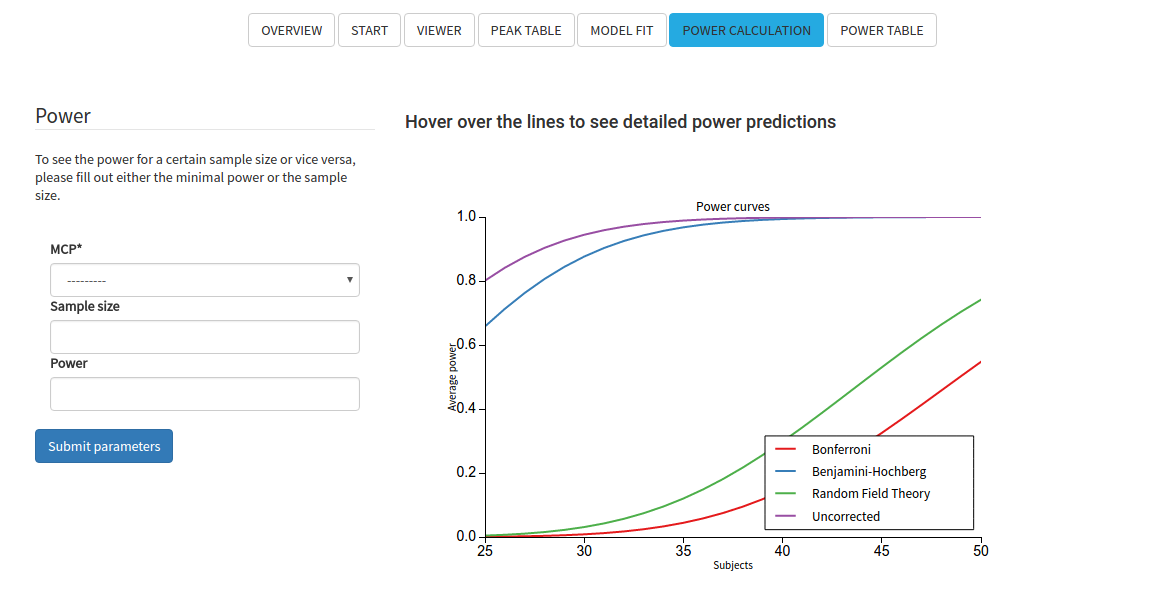 OVERVIEW
START
VIEWER
PEAK TABLE
MODEL FIT
POWER CALCULATION
POWER TABLE
Power
To see the power for a certain sample size or vice versa,
please fill out either the minimal power or the sample
size.
MCP*
---------
Sample size
Power
Submit parameters
Hover over the lines to see detailed power predictions
Power curves
1.0
0.8
0.6
0.4
0.2
0.0
Average power
25
30
35
40
45
50
Subjects
Bonferroni
Benjamini-Hochberg
Random Field Theory
Uncorrected